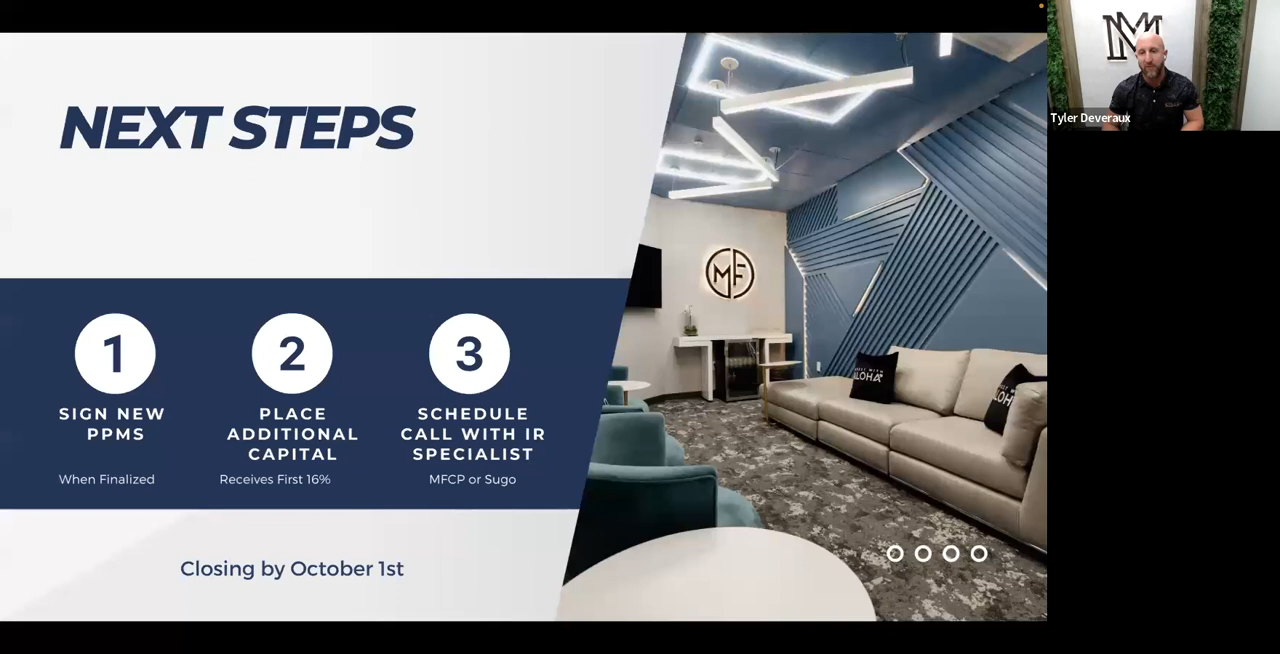 NEXT STEPS
1
2
3
SIGN NEW
PPMS
When Finalized
PLACE
ADDITIONAL
CAPITAL
Receives First 16%
SCHEDULE
CALL WITH IR
SPECIALIST
MFCP or Sugo
Closing by October 1st
MF
ALOHA
Tyler Deveraux